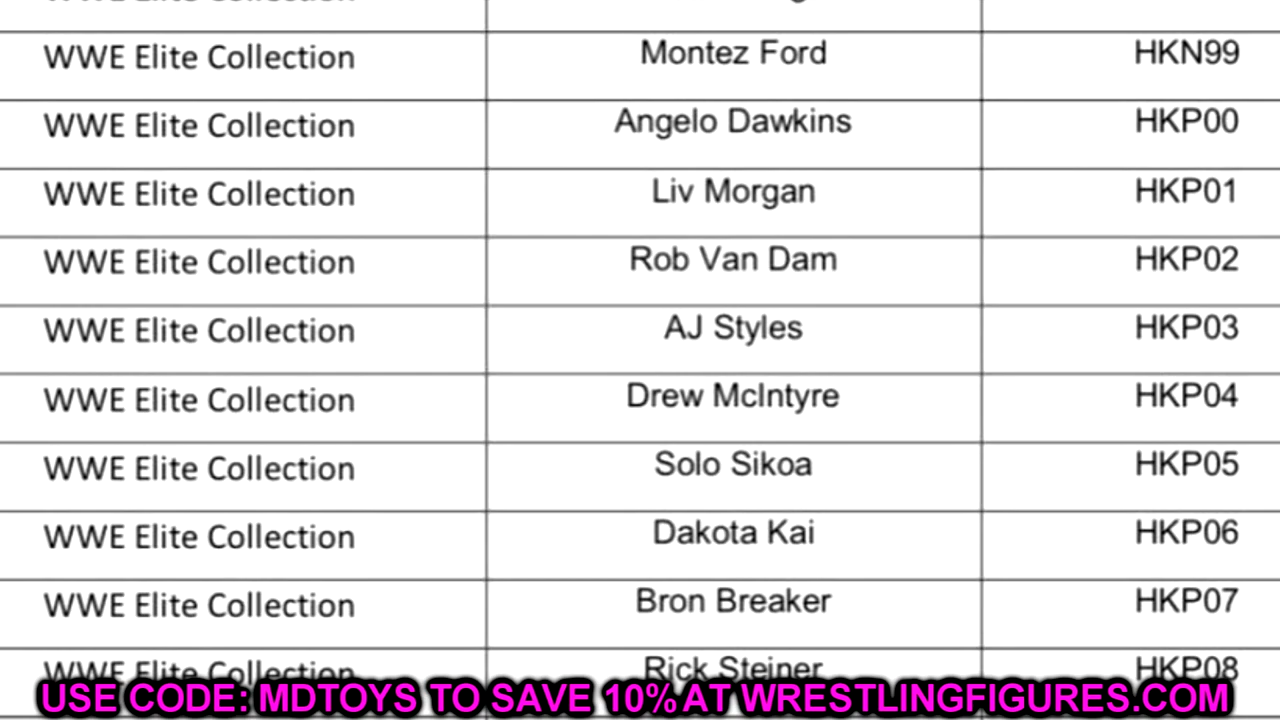 WWE Elite Collection Montez Ford HKN99
WWE Elite Collection Angelo Dawkins HKP00
WWE Elite Collection Liv Morgan HKP01
WWE Elite Collection Rob Van Dam HKP02
WWE Elite Collection AJ Styles HKP03
WWE Elite Collection Drew McIntyre HKP04
WWE Elite Collection Solo Sikoa HKP05
WWE Elite Collection Dakota Kai HKP06
WWE Elite Collection Bron Breaker HKP07
WWE Elite Collection Rick Steiner HKP08
USE CODE: MDTOYS TO SAVE 10% AT WRESTLINGFIGURES.COM